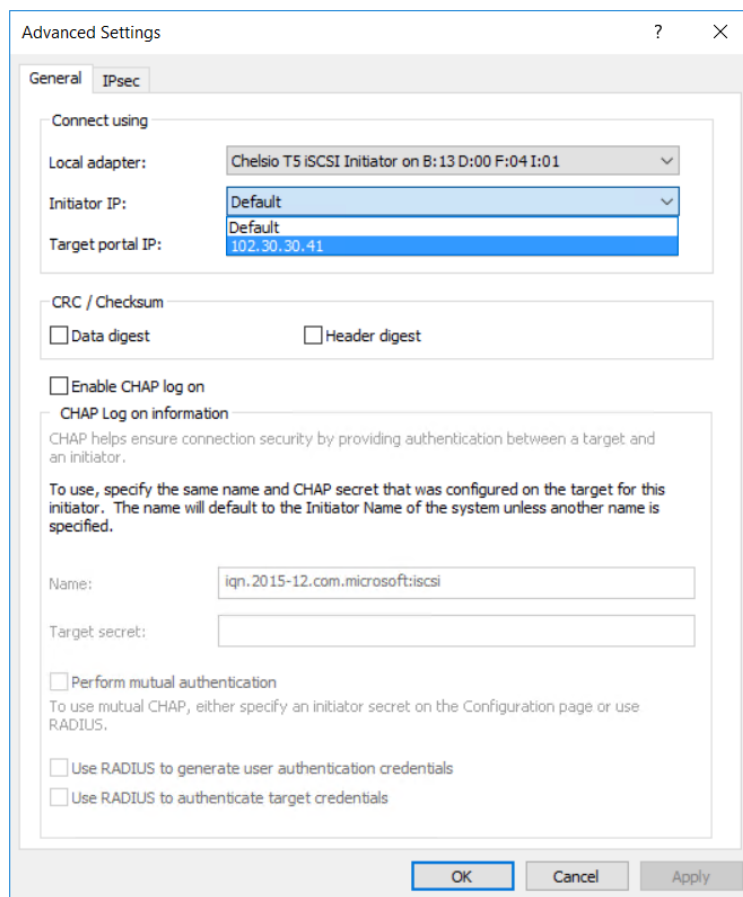 Advanced Settings
?
General
IPsec
Connect using
Local adapter:
Chelsio T5 iSCSI Initiator on B:13 D:00 F:04 I:01
Initiator IP:
Default
Default
Target portal IP:
102.30.30.41
CRC / Checksum
Data digest
Header digest
Enable CHAP log on
CHAP Log on information
CHAP helps ensure connection security by providing authentication between a target and
an initiator.
To use, specify the same name and CHAP secret that was configured on the target for this
initiator. The name will default to the Initiator Name of the system unless another name is
specified.
Name:
iqn.2015-12.com.microsoft:iscsi
Target secret:
Perform mutual authentication
To use mutual CHAP, either specify an initiator secret on the Configuration page or use
RADIUS.
Use RADIUS to generate user authentication credentials
Use RADIUS to authenticate target credentials
OK
Cancel
Apply